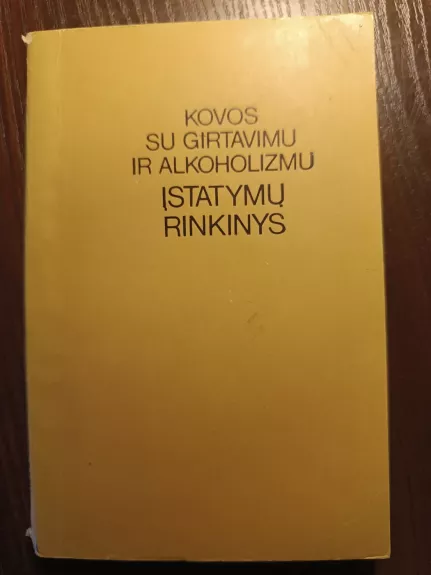 KOVOS
SU GIRTAVIMU
IR ALKOHOLIZMU
ĮSTATYMŲ
RINKINYS